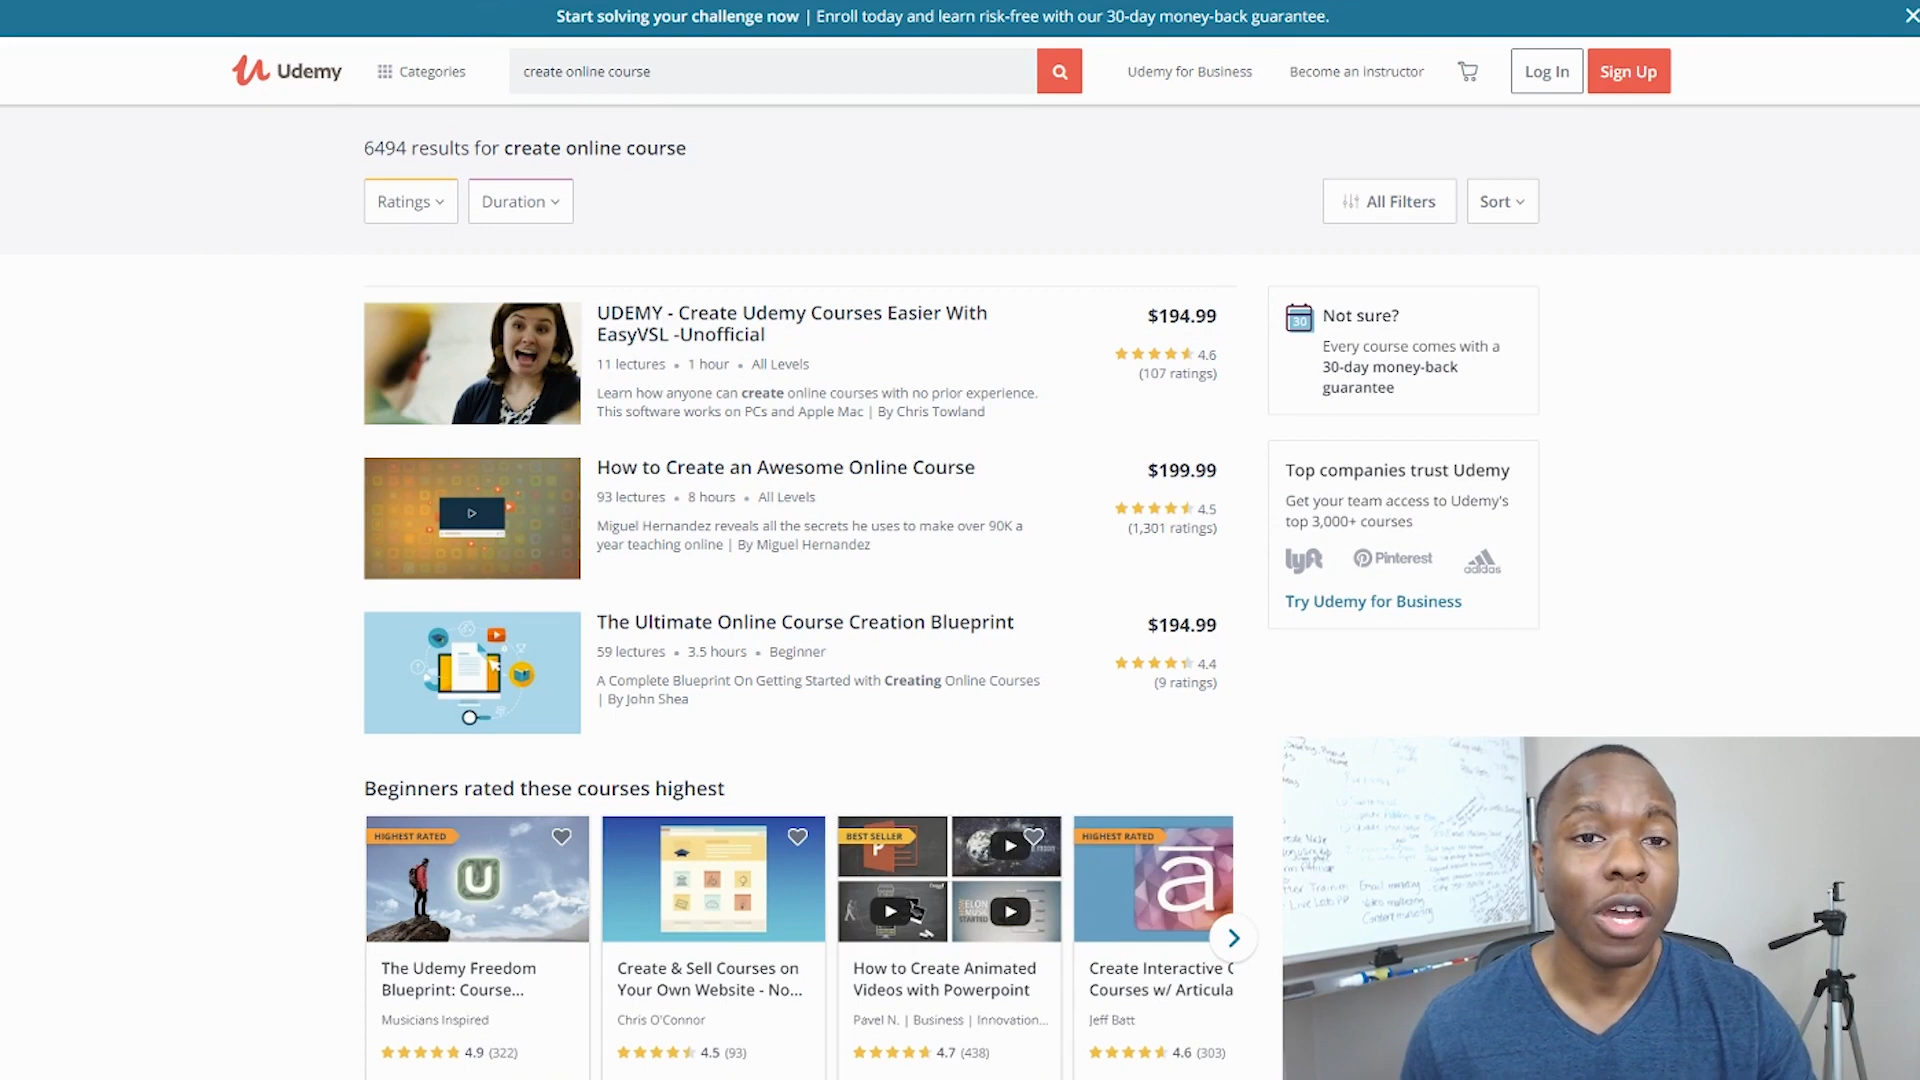 Start solving your challenge now | Enroll today and learn risk-free with our 30-day money-back guarantee.
Udemy
Categories
create online course
Udemy for Business
Become an instructor
Log In
Sign Up
6494 results for create online course
Ratings
Duration
All Filters
Sort
UDEMY - Create Udemy Courses Easier With
EasyVSL -Unofficial
11 lectures • 1 hour • All Levels
Learn how anyone can create online courses with no prior experience.
This software works on PCs and Apple Mac | By Chris Towland
$194.99
4.6
(107 ratings)
How to Create an Awesome Online Course
93 lectures • 8 hours • All Levels
Miguel Hernandez reveals all the secrets he uses to make over 90K a
year teaching online | By Miguel Hernandez
$199.99
4.5
(1,301 ratings)
The Ultimate Online Course Creation Blueprint
59 lectures • 3.5 hours • Beginner
A Complete Blueprint On Getting Started with Creating Online Courses
| By John Shea
$194.99
4.4
(9 ratings)
30
Not sure?
Every course comes with a
30-day money-back
guarantee
Top companies trust Udemy
Get your team access to Udemy's
top 3,000+ courses
lyft
Pinterest
adidas
Try Udemy for Business
Beginners rated these courses highest
HIGHEST RATED
U
The Udemy Freedom
Blueprint: Course...
Musicians Inspired
4.9 (322)
Create & Sell Courses on
Your Own Website - No...
Chris O'Connor
4.5 (93)
BEST SELLER
P
ELON
MUSK
STARTED
How to Create Animated
Videos with Powerpoint
Pavel N. | Business | Innovation...
4.7 (438)
HIGHEST RATED
a
Create Interactive C
Courses w/ Articula
Jeff Batt
4.6 (303)
Email marketing
Video marketing
Content marketing